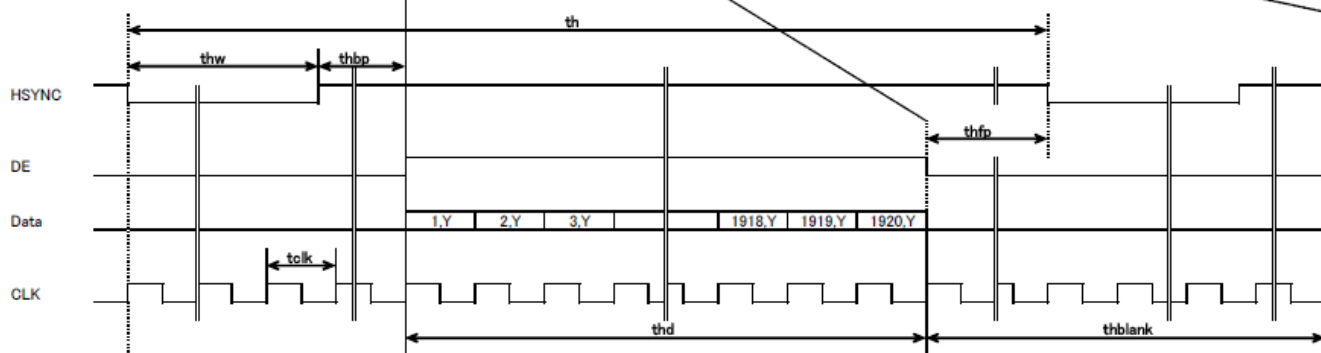 th
thw
thbp
HSYNC
thfp
DE
Data
1,Y 2,Y 3,Y 1918,Y 1919,Y 1920,Y
tclk
CLK
thd
thblank